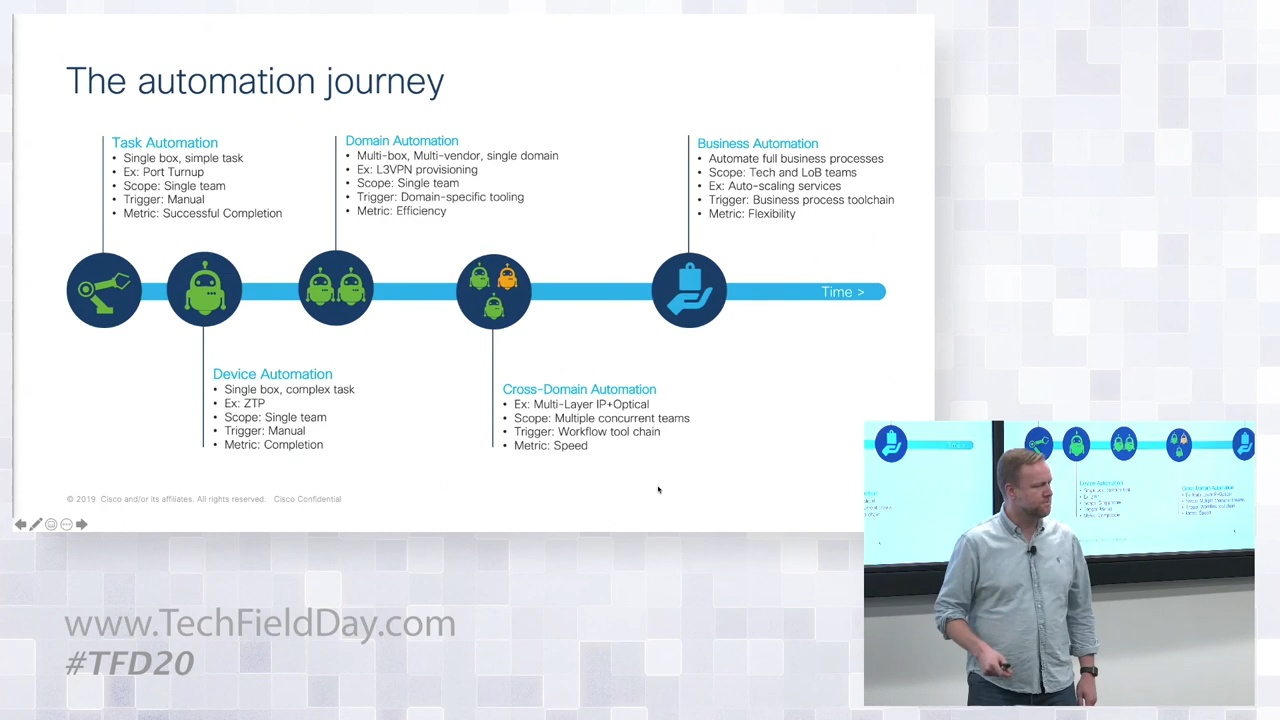 The automation journey
Task Automation
• Single box, simple task
• Ex: Port Turnup
• Scope: Single team
• Trigger: Manual
• Metric: Successful Completion
Domain Automation
• Multi-box, Multi-vendor, single domain
• Ex: L3VPN provisioning
• Scope: Single team
• Trigger: Domain-specific tooling
• Metric: Efficiency
Business Automation
• Automate full business processes
• Scope: Tech and LoB teams
• Ex: Auto-scaling services
• Trigger: Business process toolchain
• Metric: Flexibility
Time >
Device Automation
• Single box, complex task
• Ex: ZTP
• Scope: Single team
• Trigger: Manual
• Metric: Completion
Cross-Domain Automation
• Ex: Multi-Layer IP+Optical
• Scope: Multiple concurrent teams
• Trigger: Workflow tool chain
• Metric: Speed
© 2019 Cisco and/or its affiliates. All rights reserved. Cisco Confidential
www.TechFieldDay.com
#TFD20
Device Automation
Cross-Domain Automation